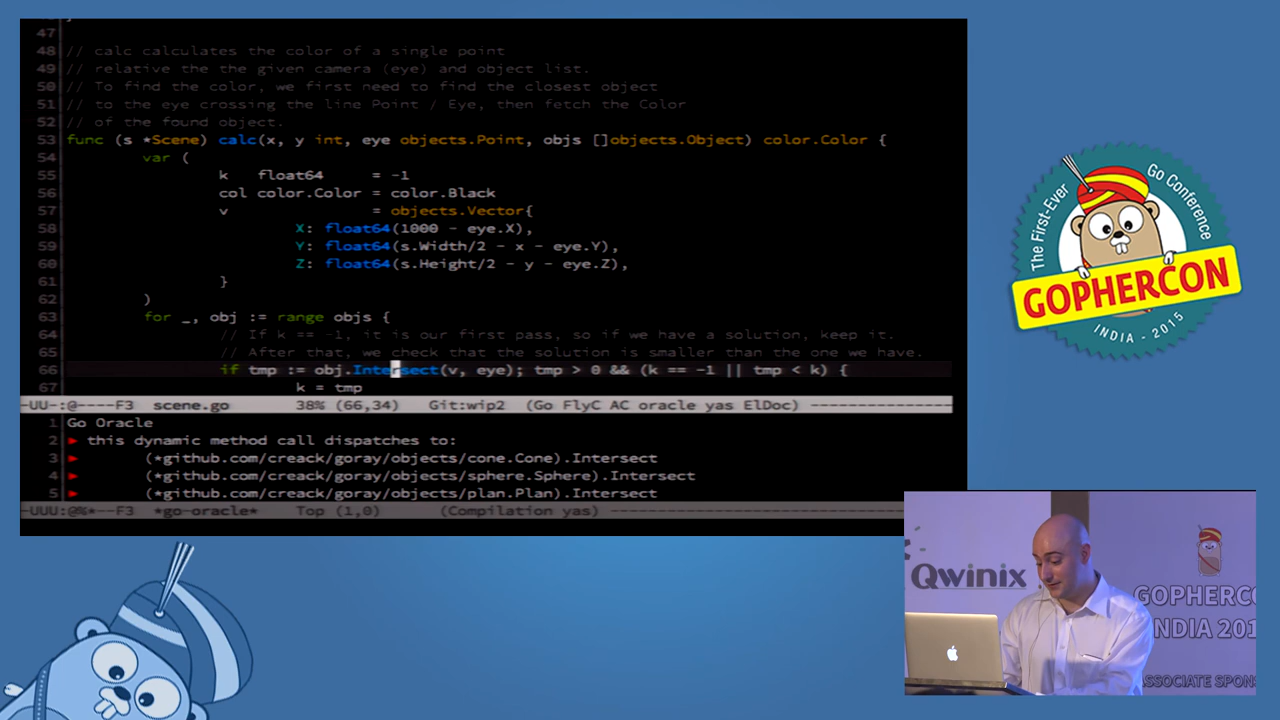 47
48 // calc calculates the color of a single point
49 // relative the the given camera (eye) and object list.
50 // To find the color, we first need to find the closest object
51 // to the eye crossing the line Point / Eye, then fetch the Color
52 // of the found object.
53 func (s *Scene) calc(x, y int, eye objects.Point, objs []objects.Object) color.Color {
54 var (
55 k float64 = -1
56 col color.Color = color.Black
57 v = objects.Vector{
58 X: float64(1000 - eye.X),
59 Y: float64(s.Width/2 - x - eye.Y),
60 Z: float64(s.Height/2 - y - eye.Z),
61 }
62 )
63 for _, obj := range objs {
64 // If k == -1, it is our first pass, so if we have a solution, keep it.
65 // After that, we check that the solution is smaller than the one we have.
66 if tmp := obj.Intersect(v, eye); tmp > 0 && (k == -1 || tmp < k) {
67 k = tmp
-UU-:@----F3 scene.go 38% (66,34) Git:wip2 (Go FlyC AC oracle yas ElDoc) ----------------
1 Go Oracle
2 this dynamic method call dispatches to:
3 (*github.com/creack/goray/objects/cone.Cone).Intersect
4 (*github.com/creack/goray/objects/sphere.Sphere).Intersect
5 (*github.com/creack/goray/objects/plan.Plan).Intersect
-UUU:@%*--F3 *go-oracle* Top (1,0) (Compilation yas) ----------------
The First-Ever
Go Conference
GOPHERCON
INDIA - 2015
Qwinix
GOPHERCO
INDIA 201
ASSOCIATE SPON